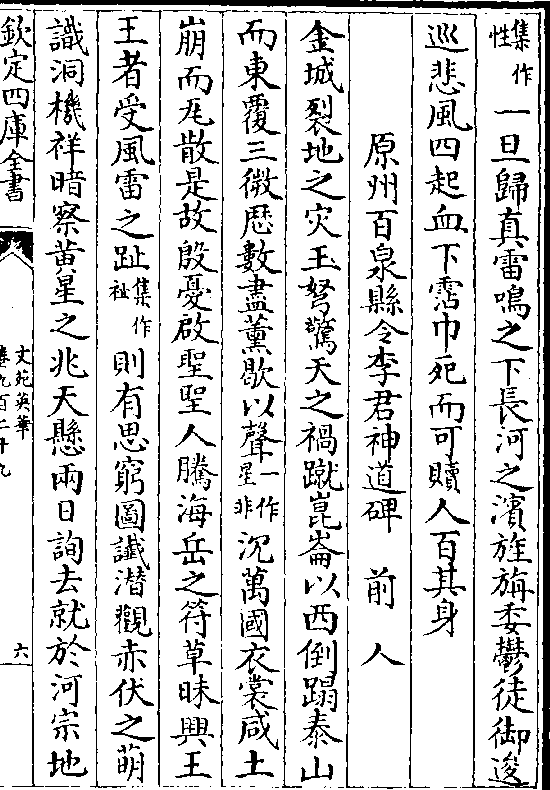 集作性一旦歸真雷鳴之下長河之濱旌旃委鬱徒御逡
巡悲風四起血下霑巾死而可贖人百其身
原州百泉縣令李君神道碑　前人
金城裂地之灾玉弩驚天之禍蹴崑崙以西倒蹋泰山
而東覆三微厯數盡薰歇以聲一作星非沉萬國衣裳咸土
崩而瓦散是故殷憂啟聖聖人騰海岳之符草昧興王
王者受風雷之趾集作祉則有思窮圖讖潜觀赤伏之萌
識洞機祥暗察黄星之兆天懸兩日詢去就於河宗地
欽定四庫全書
文苑英華
卷九百二十九
六